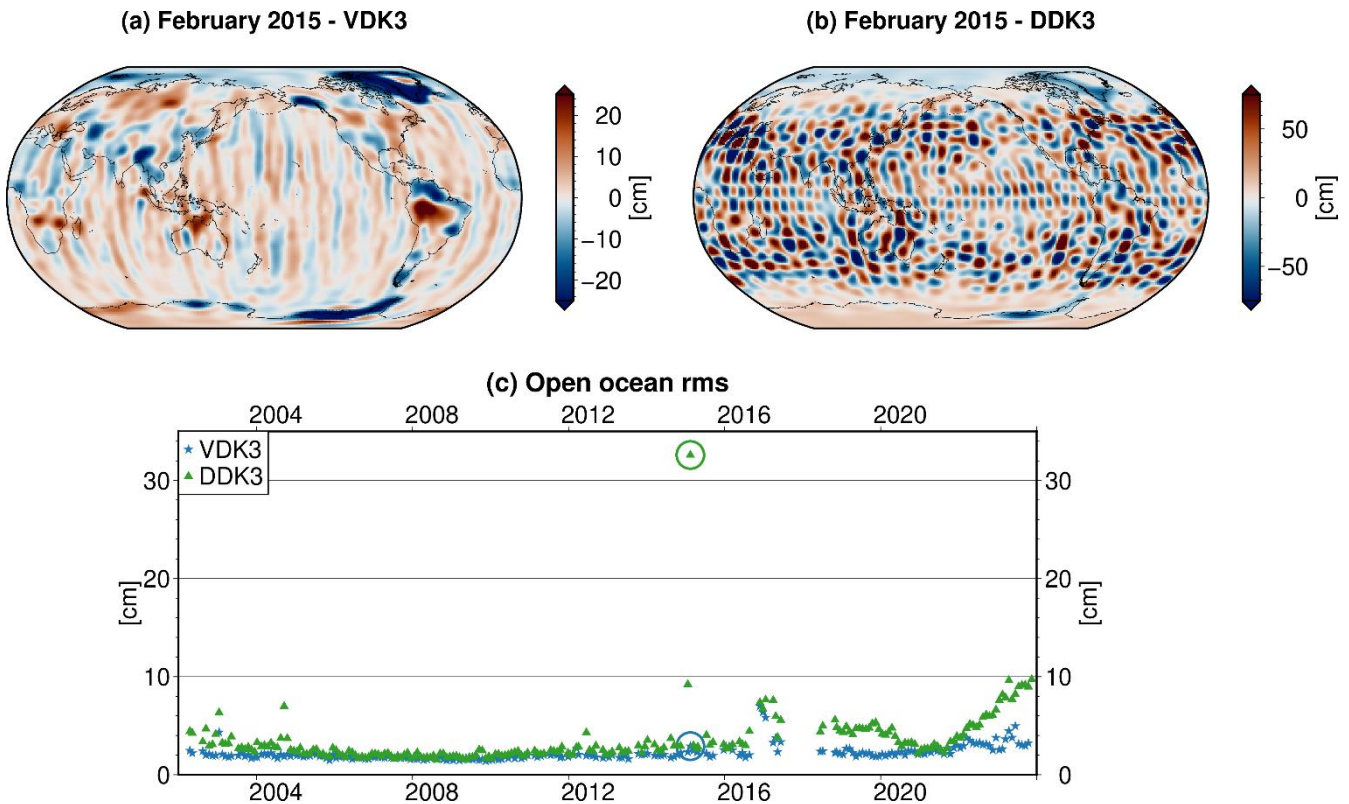 (a) February 2015 - VDK3
(b) February 2015 - DDK3
20
10
0
−10
−20
[cm]
50
0
−50
[cm]
(c) Open ocean rms
2004 2008 2012 2016 2020
VDK3
DDK3
30 30
20 20
10 10
0 0
[cm] [cm]
2004 2008 2012 2016 2020